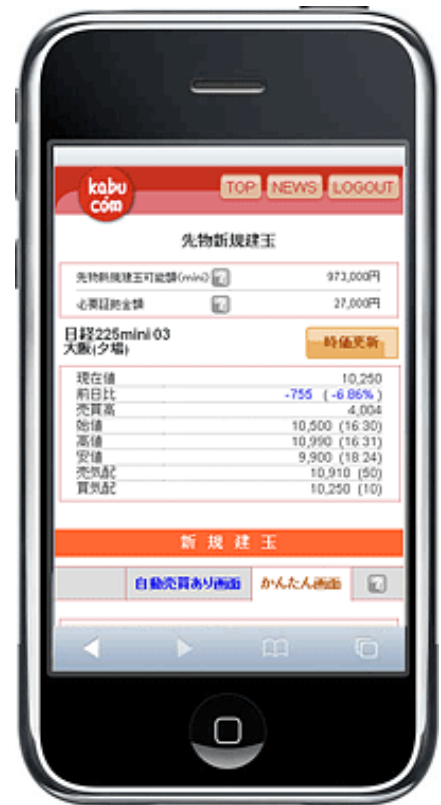 kabu
com
TOP NEWS LOGOUT
先物新規建玉
先物新規建玉可能額(mini) 973,000円
必要証拠金額 27,000円
日経225mini 03
大阪(夕場)
時価更新
現在値 10,250
前日比 -755 ( -6.86% )
売買高 4,004
始値 10,500 (16:30)
高値 10,990 (16:31)
安値 9,900 (18:24)
売気配 10,910 (50)
買気配 10,250 (10)
新 規 建 玉
自動売買あり画面 かんたん画面